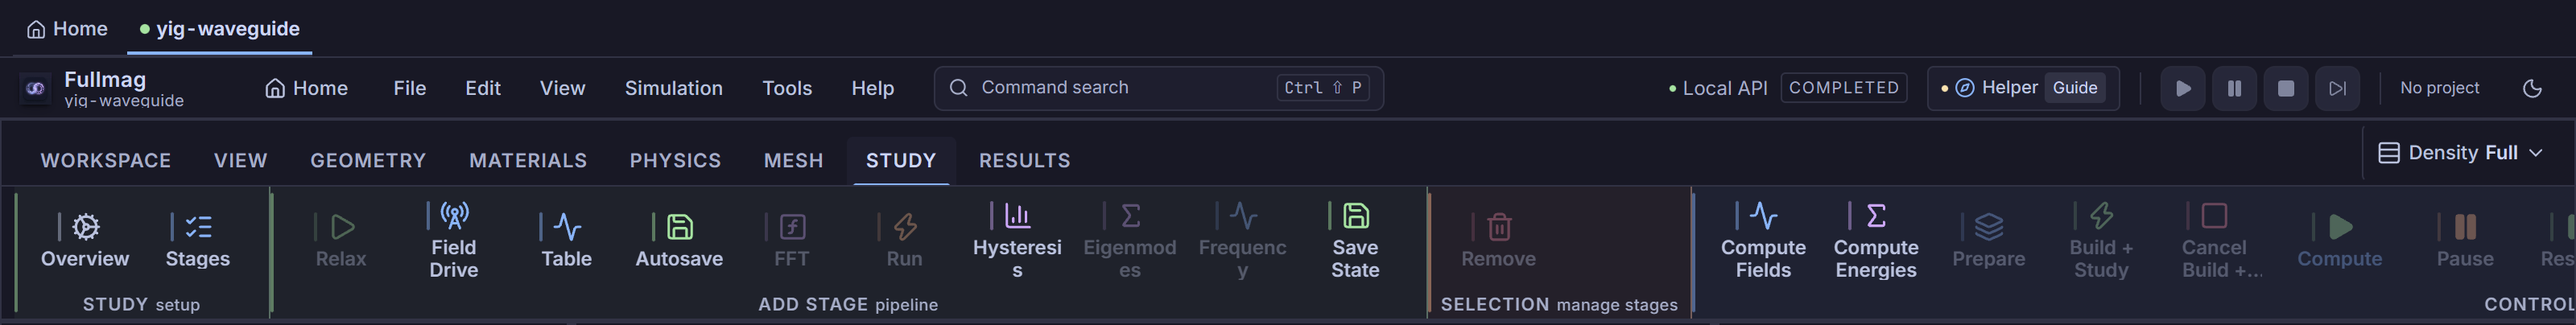 Home yig-waveguide
Fullmag
yig-waveguide
Home File Edit View Simulation Tools Help
Command search Ctrl ⇧ P
Local API COMPLETED Helper Guide No project
WORKSPACE VIEW GEOMETRY MATERIALS PHYSICS MESH STUDY RESULTS
Density Full
Overview
Stages
STUDY setup
Relax
Field
Drive
Table
Autosave
FFT
Run
Hysteresi
s
Eigenmod
es
Frequenc
y
Save
State
ADD STAGE pipeline
Remove
SELECTION manage stages
Compute
Fields
Compute
Energies
Prepare
Build +
Study
Cancel
Build +...
Compute
Pause
Res
CONTROL